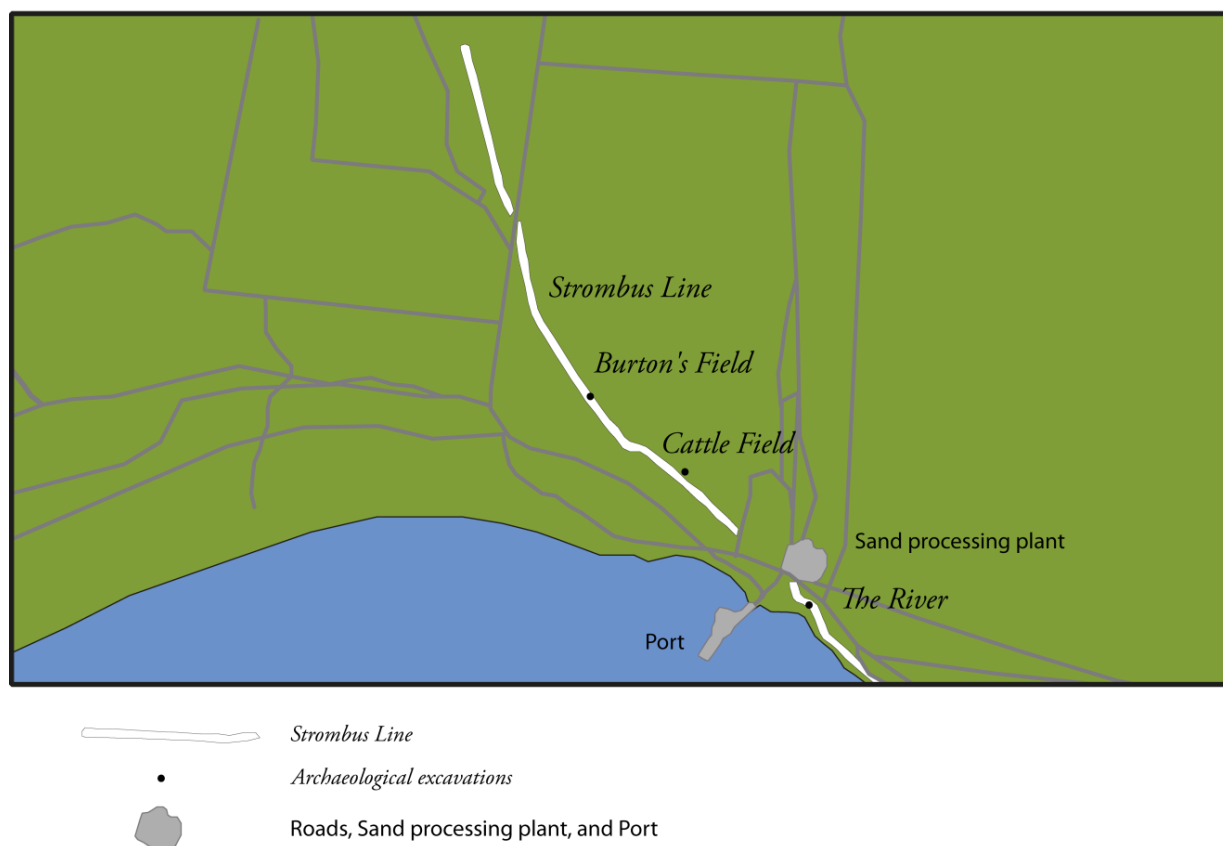 Strombus Line
Burton's Field
Cattle Field
Sand processing plant
The River
Port
Strombus Line
Archaeological excavations
Roads, Sand processing plant, and Port